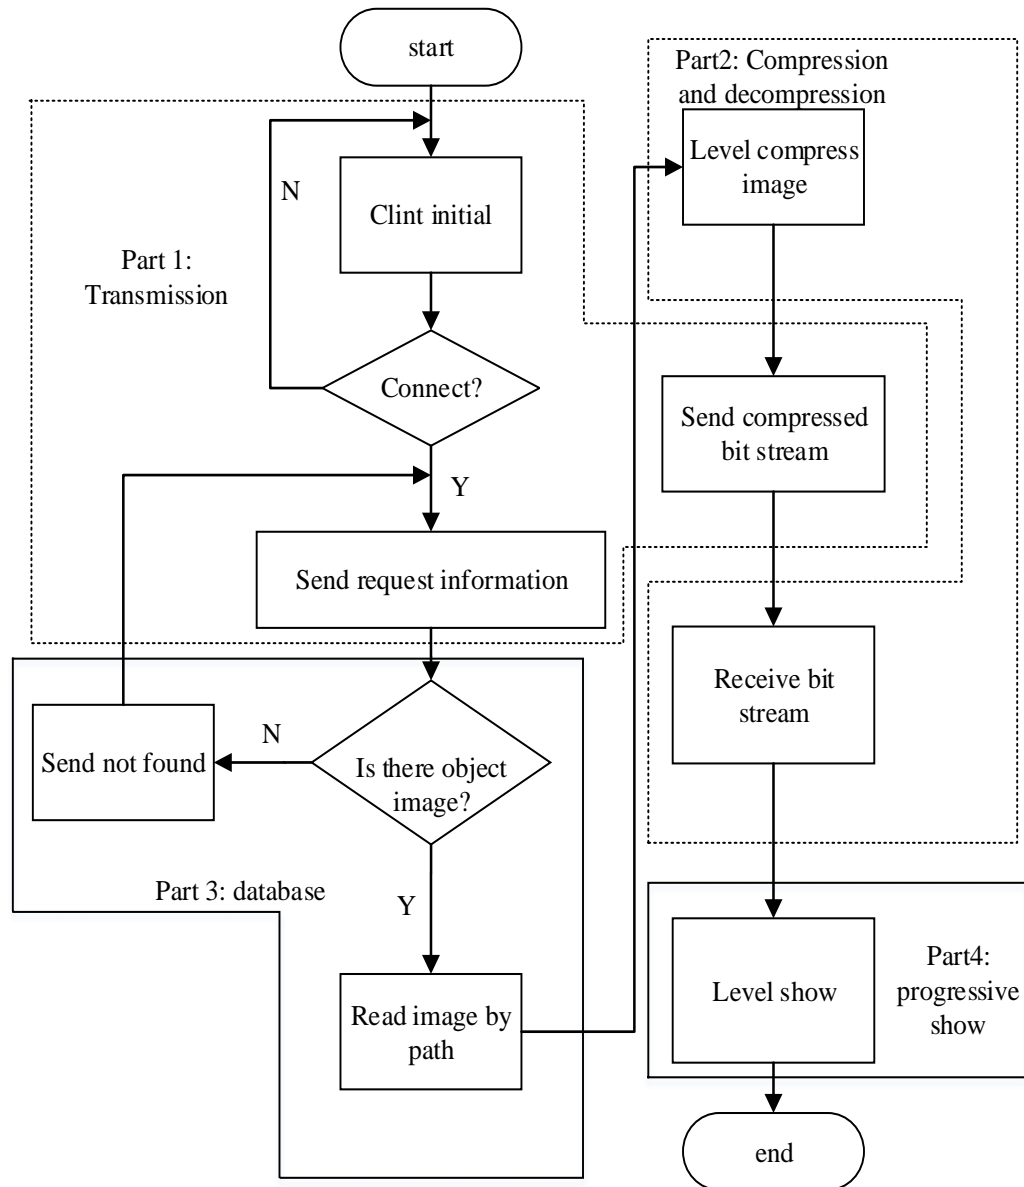 start
N
Clint initial
Part 1:
Transmission
Connect?
Y
Send request information
N
Send not found
Is there object
image?
Part 3: database
Y
Read image by
path
Part2: Compression
and decompression
Level compress
image
Send compressed
bit stream
Receive bit
stream
Level show
Part4:
progressive
show
end